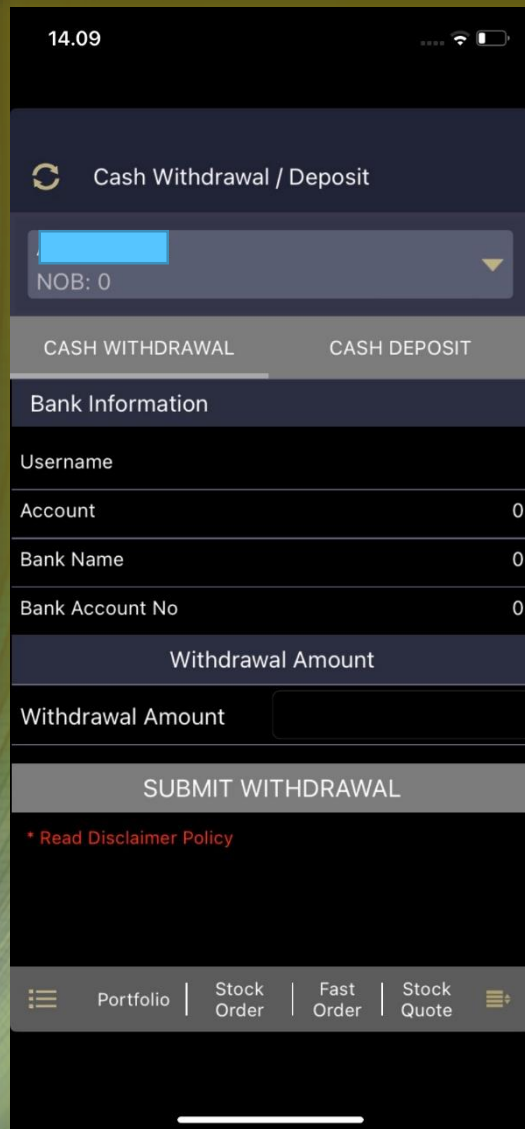 14.09
Cash Withdrawal / Deposit
NOB: 0
CASH WITHDRAWAL CASH DEPOSIT
Bank Information
Username
Account 0
Bank Name 0
Bank Account No 0
Withdrawal Amount
Withdrawal Amount
SUBMIT WITHDRAWAL
* Read Disclaimer Policy
Portfolio
Stock
Order
Fast
Order
Stock
Quote